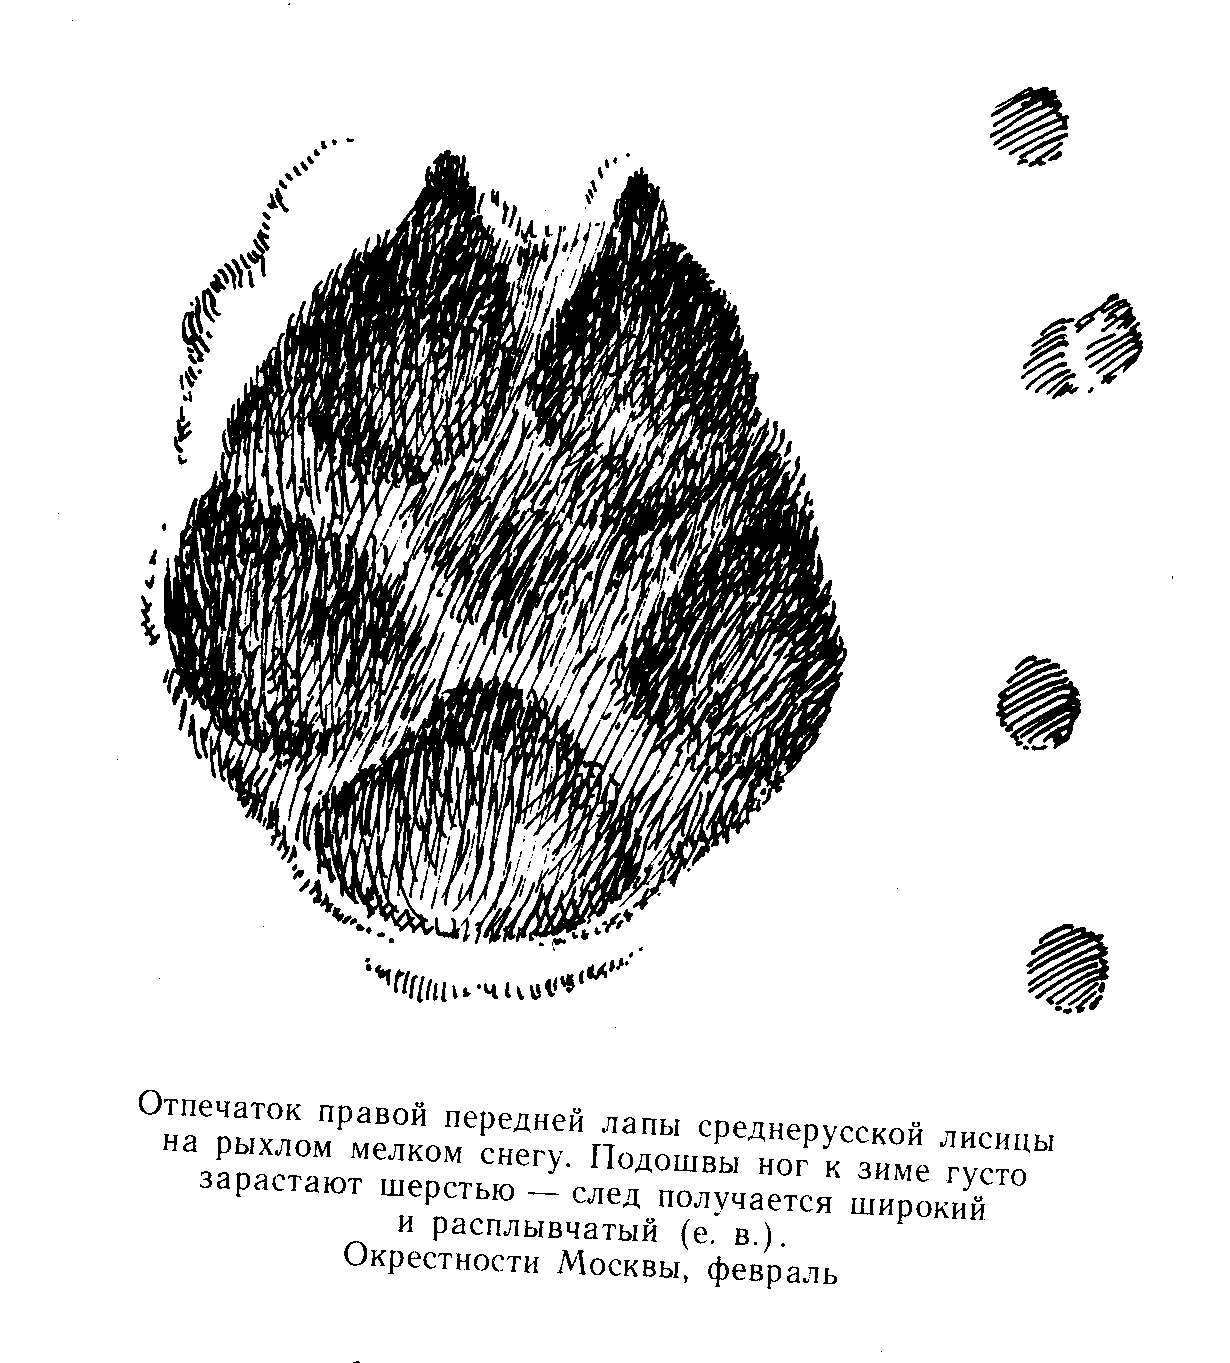 Отпечаток правой передней лапы среднерусской лисицы
на рыхлом мелком снегу. Подошвы ног к зиме густо
зарастают шерстью — след получается широкий
и расплывчатый (е. в.).
Окрестности Москвы, февраль